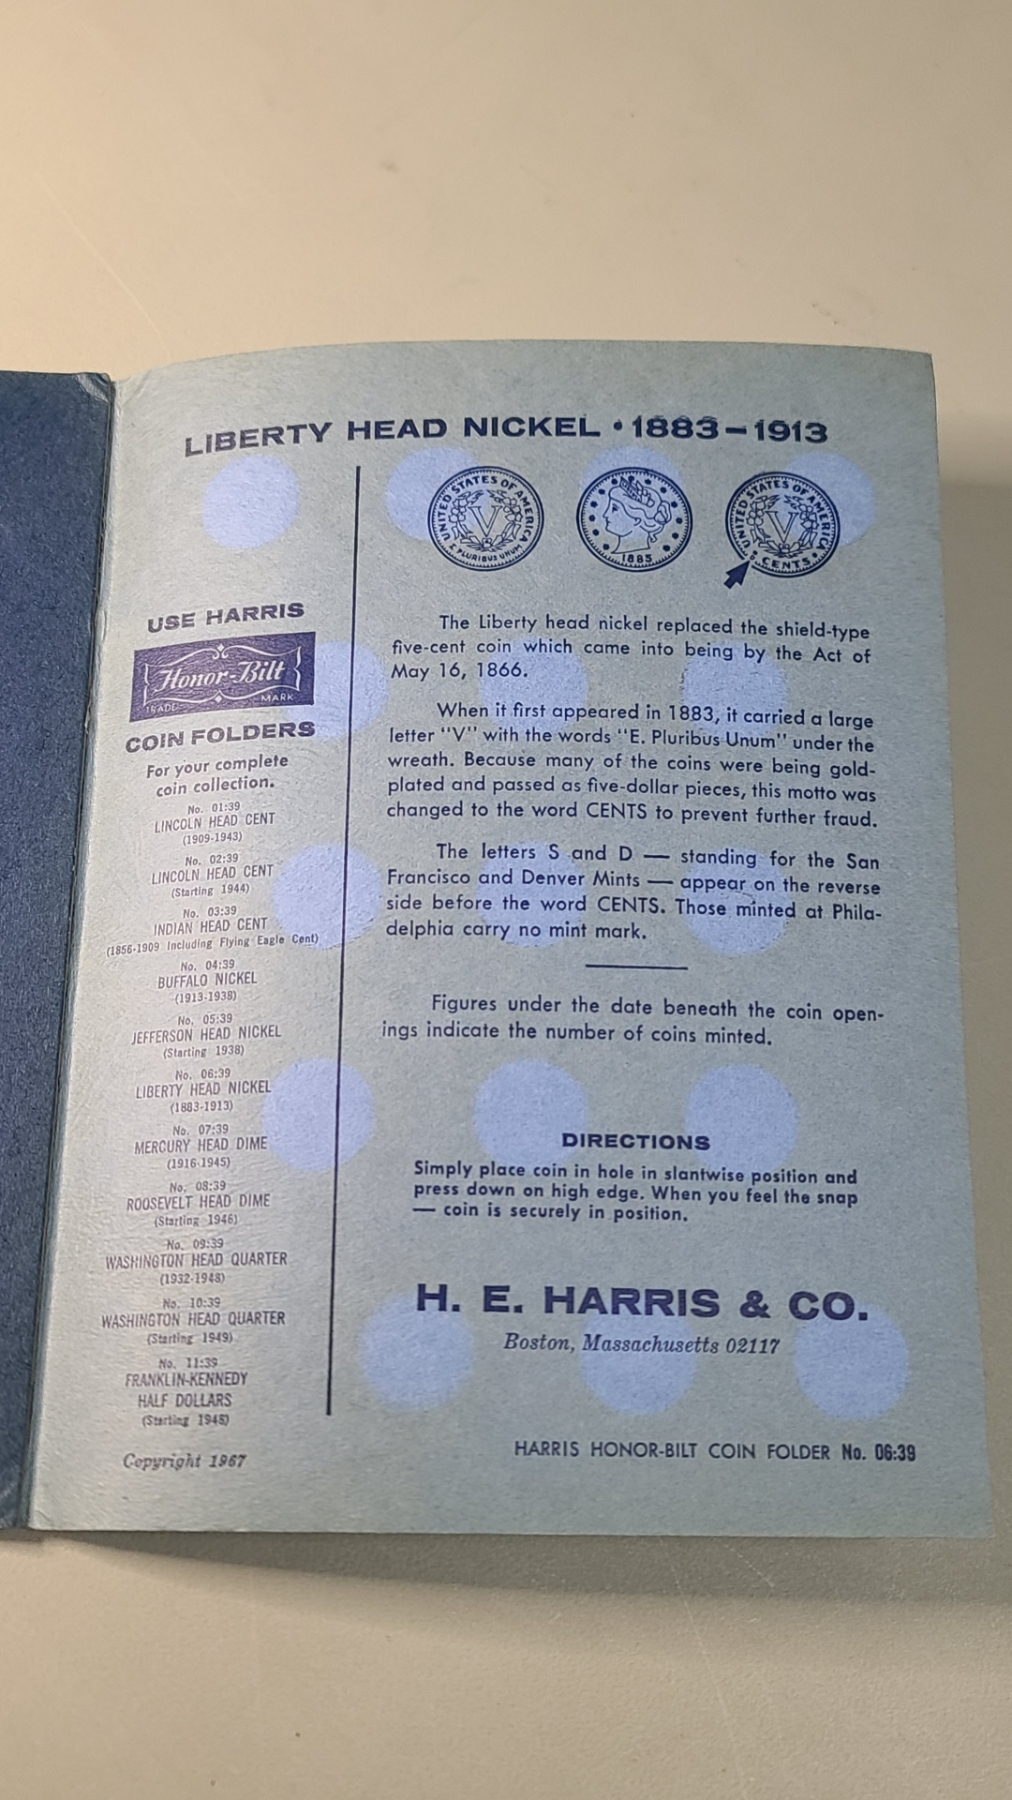 LIBERTY HEAD NICKEL • 1883–1913
UNITED STATES OF AMERICA
V
E PLURIBUS UNUM
1883
UNITED STATES OF AMERICA
V
CENTS
USE HARRIS
Honor-Bilt
TRADE MARK
COIN FOLDERS
For your complete
coin collection.
No. 01:39
LINCOLN HEAD CENT
(1909-1943)
No. 02:39
LINCOLN HEAD CENT
(Starting 1944)
No. 03:39
INDIAN HEAD CENT
(1856-1909 Including Flying Eagle Cent)
No. 04:39
BUFFALO NICKEL
(1913-1938)
No. 05:39
JEFFERSON HEAD NICKEL
(Starting 1938)
No. 06:39
LIBERTY HEAD NICKEL
(1883-1913)
No. 07:39
MERCURY HEAD DIME
(1916-1945)
No. 08:39
ROOSEVELT HEAD DIME
(Starting 1946)
No. 09:39
WASHINGTON HEAD QUARTER
(1932-1948)
No. 10:39
WASHINGTON HEAD QUARTER
(Starting 1949)
No. 11:39
FRANKLIN-KENNEDY
HALF DOLLARS
(Starting 1948)
Copyright 1967
The Liberty head nickel replaced the shield-type
five-cent coin which came into being by the Act of
May 16, 1866.
When it first appeared in 1883, it carried a large
letter "V" with the words "E. Pluribus Unum" under the
wreath. Because many of the coins were being gold-
plated and passed as five-dollar pieces, this motto was
changed to the word CENTS to prevent further fraud.
The letters S and D — standing for the San
Francisco and Denver Mints — appear on the reverse
side before the word CENTS. Those minted at Phila-
delphia carry no mint mark.
Figures under the date beneath the coin open-
ings indicate the number of coins minted.
DIRECTIONS
Simply place coin in hole in slantwise position and
press down on high edge. When you feel the snap
— coin is securely in position.
H. E. HARRIS & CO.
Boston, Massachusetts 02117
HARRIS HONOR-BILT COIN FOLDER No. 06:39